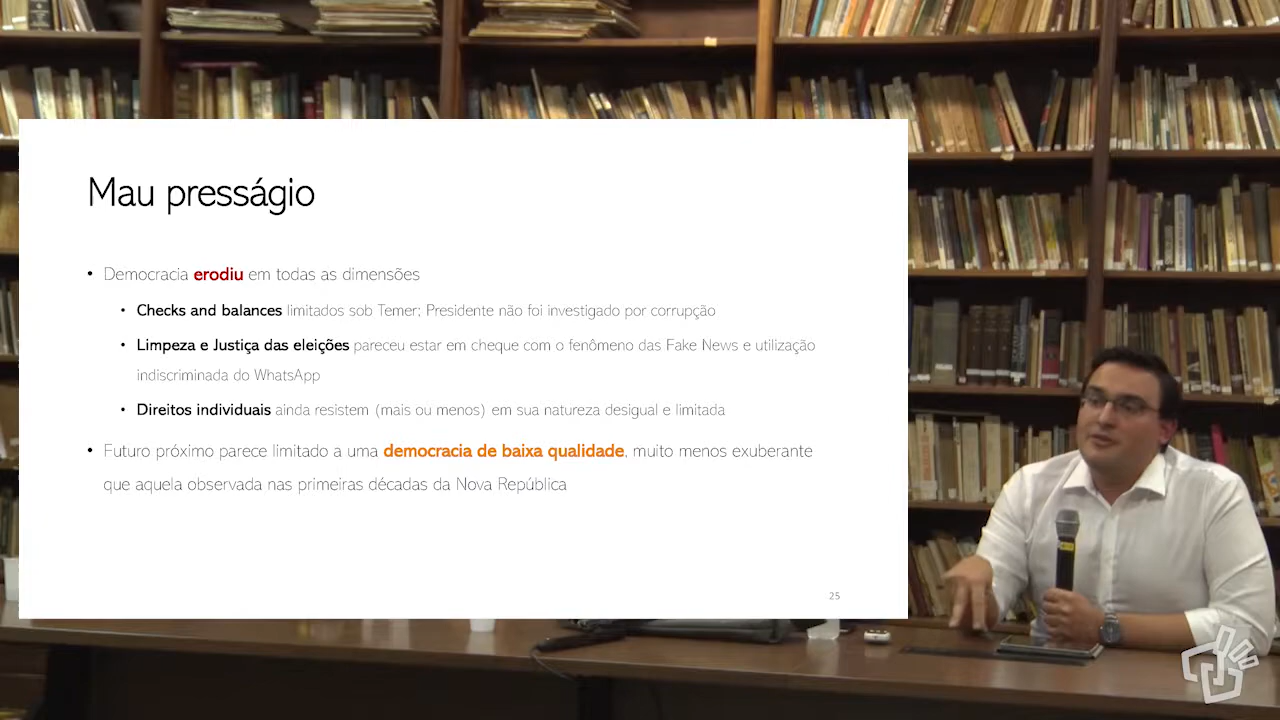 Mau presságio
• Democracia erodiu em todas as dimensões
• Checks and balances limitados sob Temer: Presidente não foi investigado por corrupção
• Limpeza e Justiça das eleições pareceu estar em cheque com o fenômeno das Fake News e utilização
indiscriminada do WhatsApp
• Direitos individuais ainda resistem (mais ou menos) em sua natureza desigual e limitada
• Futuro próximo parece limitado a uma democracia de baixa qualidade, muito menos exuberante
que aquela observada nas primeiras décadas da Nova República
25